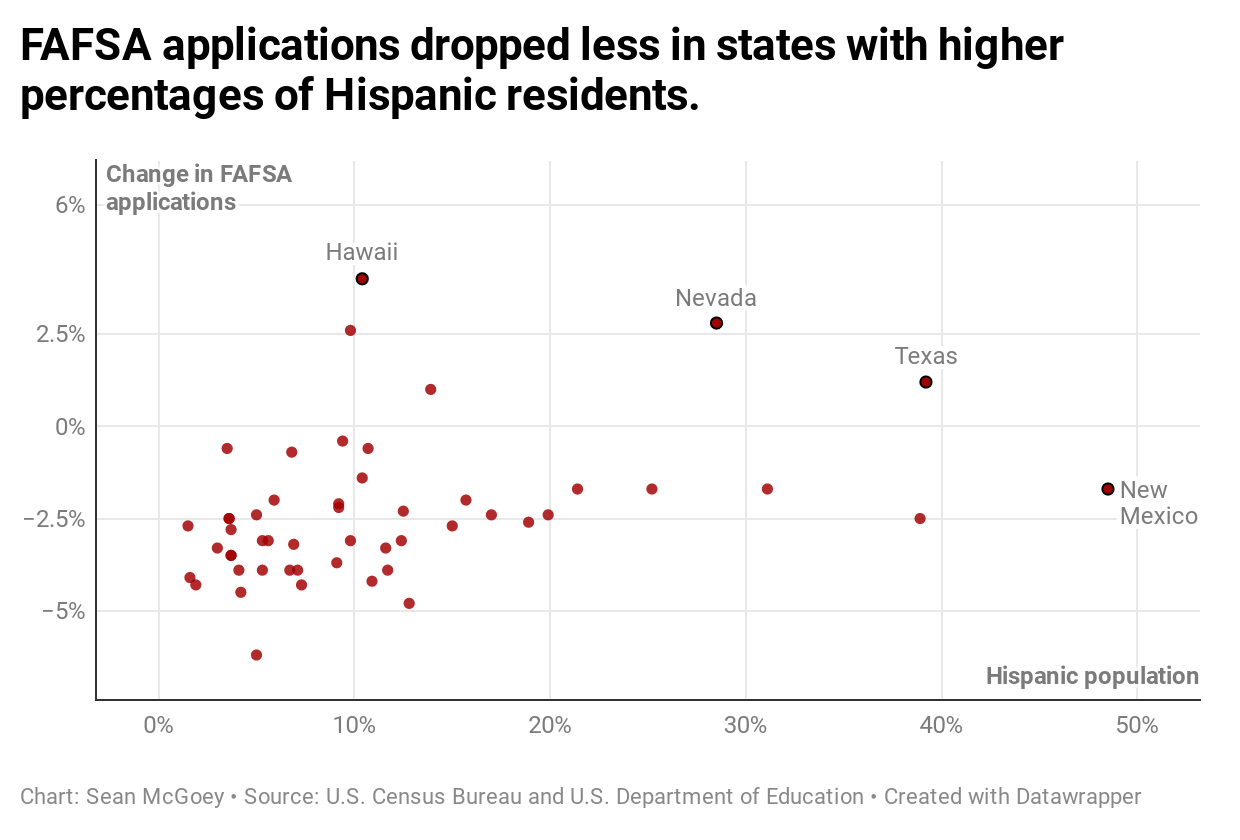 FAFSA applications dropped less in states with higher
percentages of Hispanic residents.
Change in FAFSA
applications
6%
Hawaii
Nevada
2.5%
Texas
0%
−2.5%
New
Mexico
−5%
Hispanic population
0%
10%
20%
30%
40%
50%
Chart: Sean McGoey • Source: U.S. Census Bureau and U.S. Department of Education • Created with Datawrapper